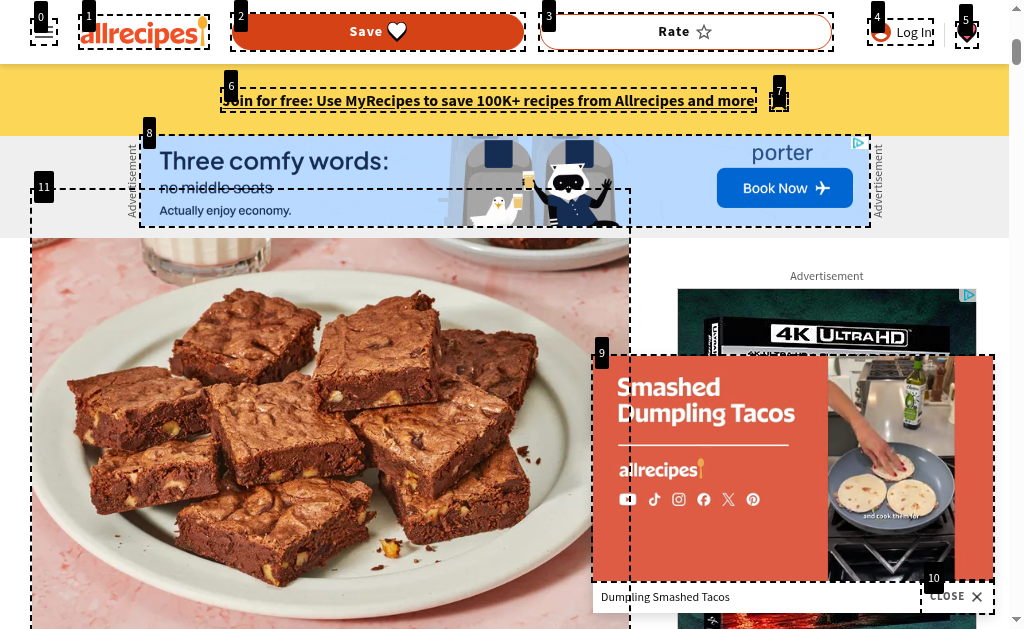 0
1
2
3
4
5
allrecipes
Save
Rate
Log In
6
7
Join for free: Use MyRecipes to save 100K+ recipes from Allrecipes and more
8
Advertisement
Three comfy words:
no middle seats
Actually enjoy economy.
porter
Book Now
Advertisement
11
Advertisement
4K ULTRA HD
9
Smashed
Dumpling Tacos
allrecipes
and cook them for
10
Dumpling Smashed Tacos
CLOSE